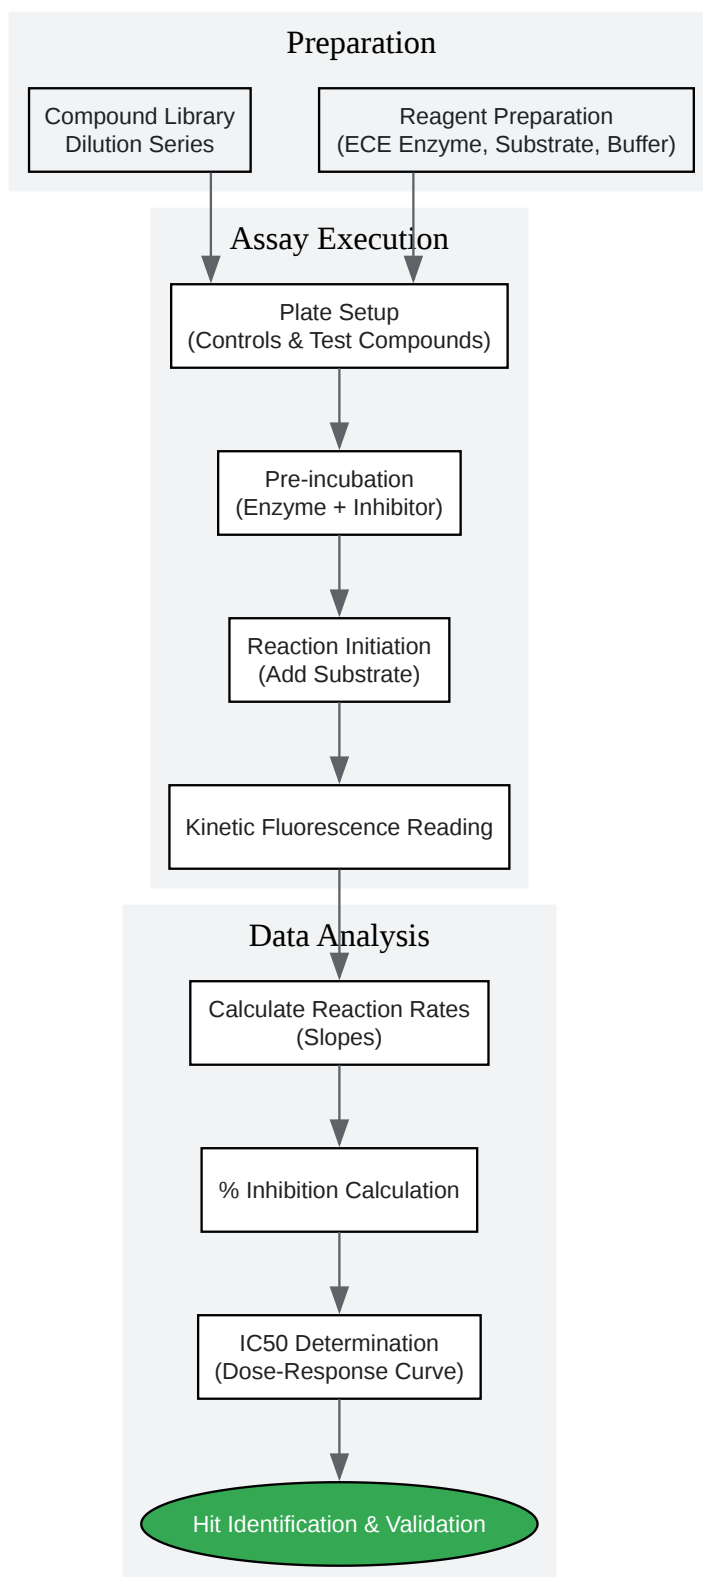 Preparation
Compound Library
Dilution Series
Reagent Preparation
(ECE Enzyme, Substrate, Buffer)
Assay Execution
Plate Setup
(Controls & Test Compounds)
Pre-incubation
(Enzyme + Inhibitor)
Reaction Initiation
(Add Substrate)
Kinetic Fluorescence Reading
Data Analysis
Calculate Reaction Rates
(Slopes)
% Inhibition Calculation
IC50 Determination
(Dose-Response Curve)
Hit Identification & Validation